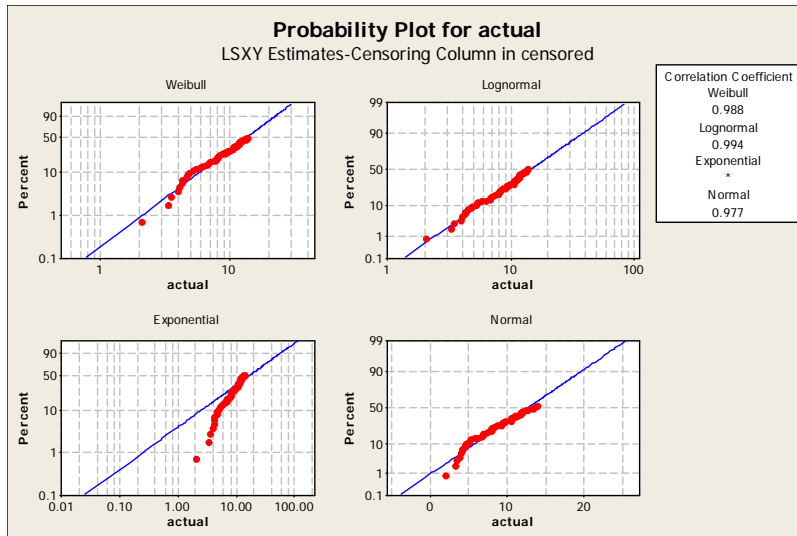 Probability Plot for actual
LSXY Estimates-Censoring Column in censored
Weibull
Percent
90
50
10
1
0.1
1
10
actual
Lognormal
Percent
99
90
50
10
1
0.1
1
10
100
actual
Correlation Coefficient
Weibull
0.988
Lognormal
0.994
Exponential
*
Normal
0.977
Exponential
Percent
90
50
10
1
0.1
0.01
0.10
1.00
10.00
100.00
actual
Normal
Percent
99
90
50
10
1
0.1
0
10
20
actual